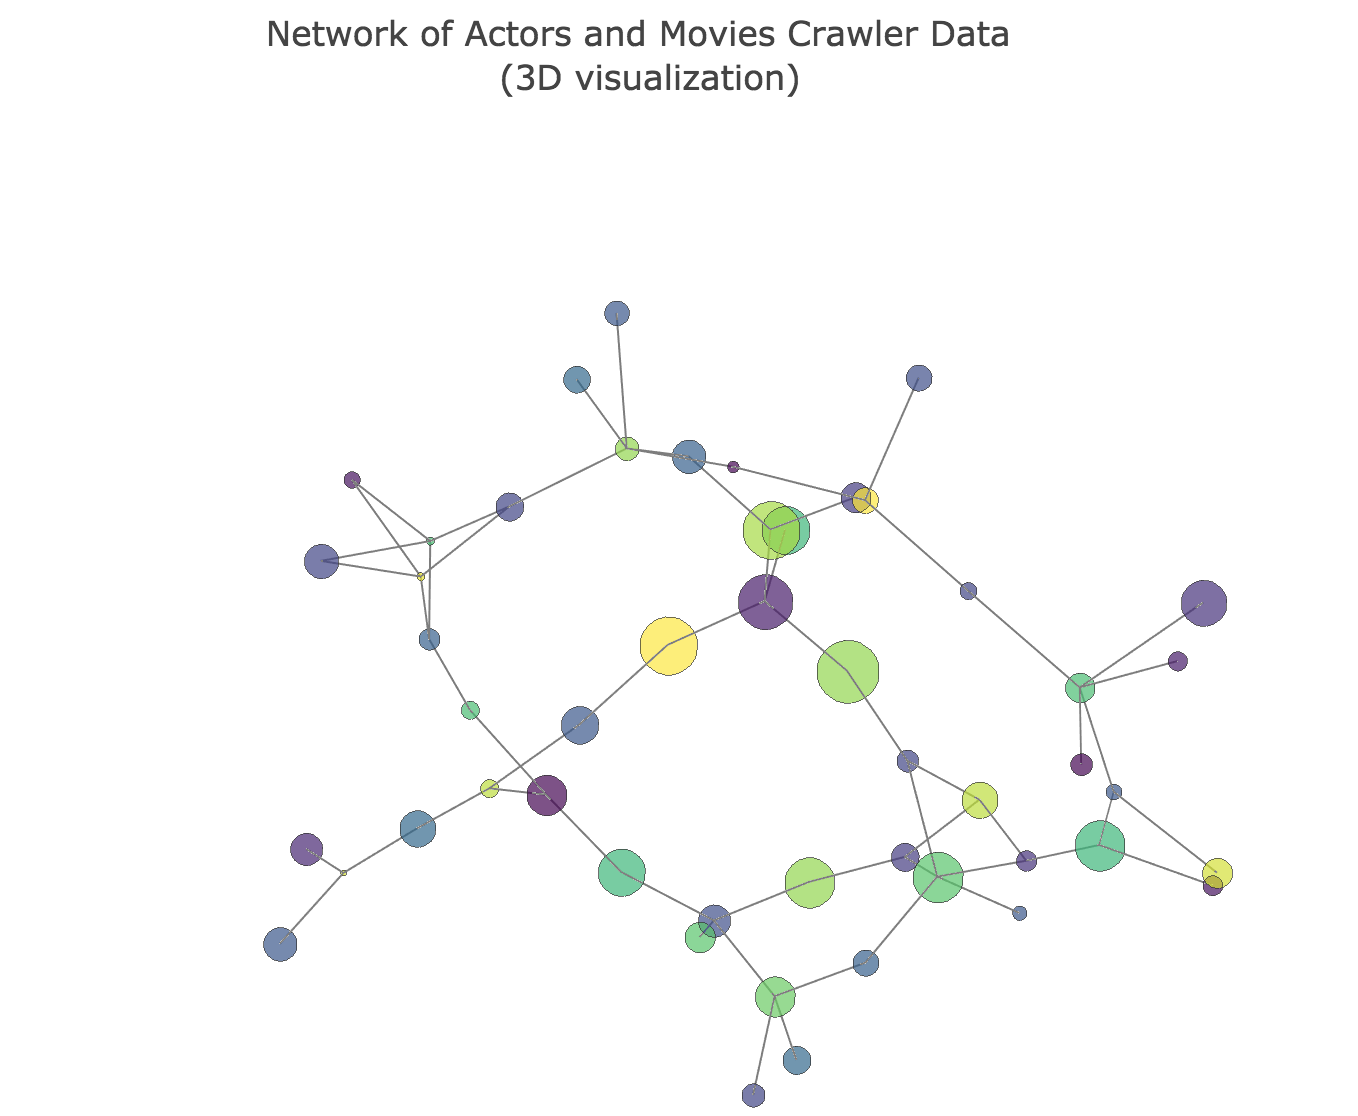 Network of Actors and Movies Crawler Data
(3D visualization)